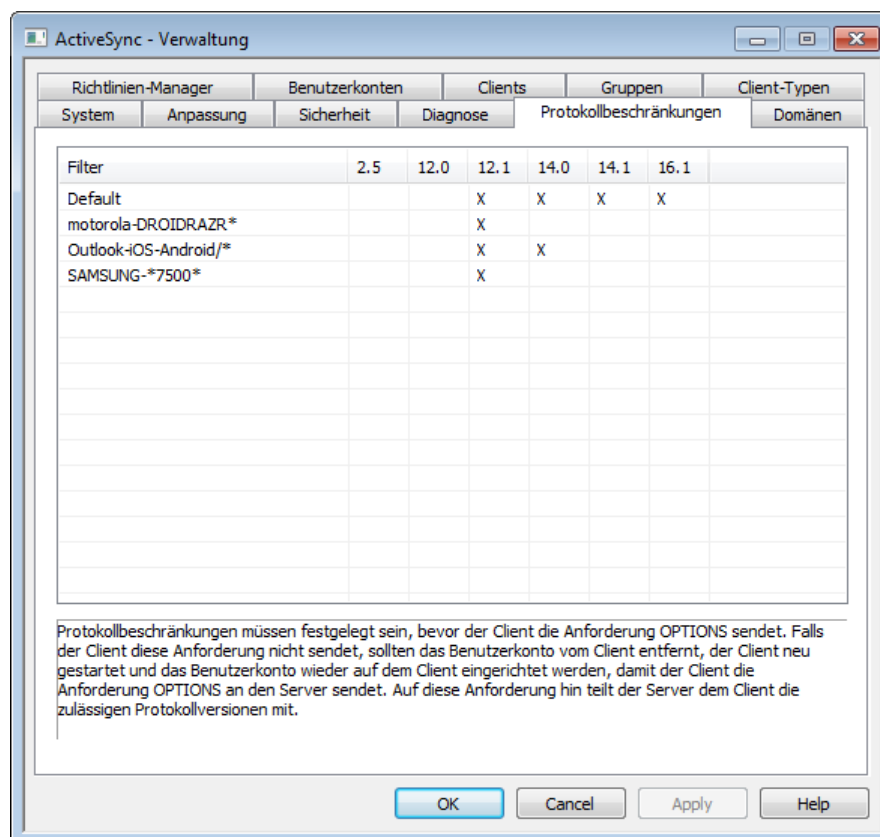 ActiveSync - Verwaltung
Richtlinien-Manager Benutzerkonten Clients Gruppen Client-Typen
System Anpassung Sicherheit Diagnose Protokollbeschränkungen Domänen
Filter 2.5 12.0 12.1 14.0 14.1 16.1
Default X X X X
motorola-DROIDRAZR* X
Outlook-iOS-Android/* X X
SAMSUNG-*7500* X
Protokollbeschränkungen müssen festgelegt sein, bevor der Client die Anforderung OPTIONS sendet. Falls
der Client diese Anforderung nicht sendet, sollten das Benutzerkonto vom Client entfernt, der Client neu
gestartet und das Benutzerkonto wieder auf dem Client eingerichtet werden, damit der Client die
Anforderung OPTIONS an den Server sendet. Auf diese Anforderung hin teilt der Server dem Client die
zulässigen Protokollversionen mit.
OK Cancel Apply Help